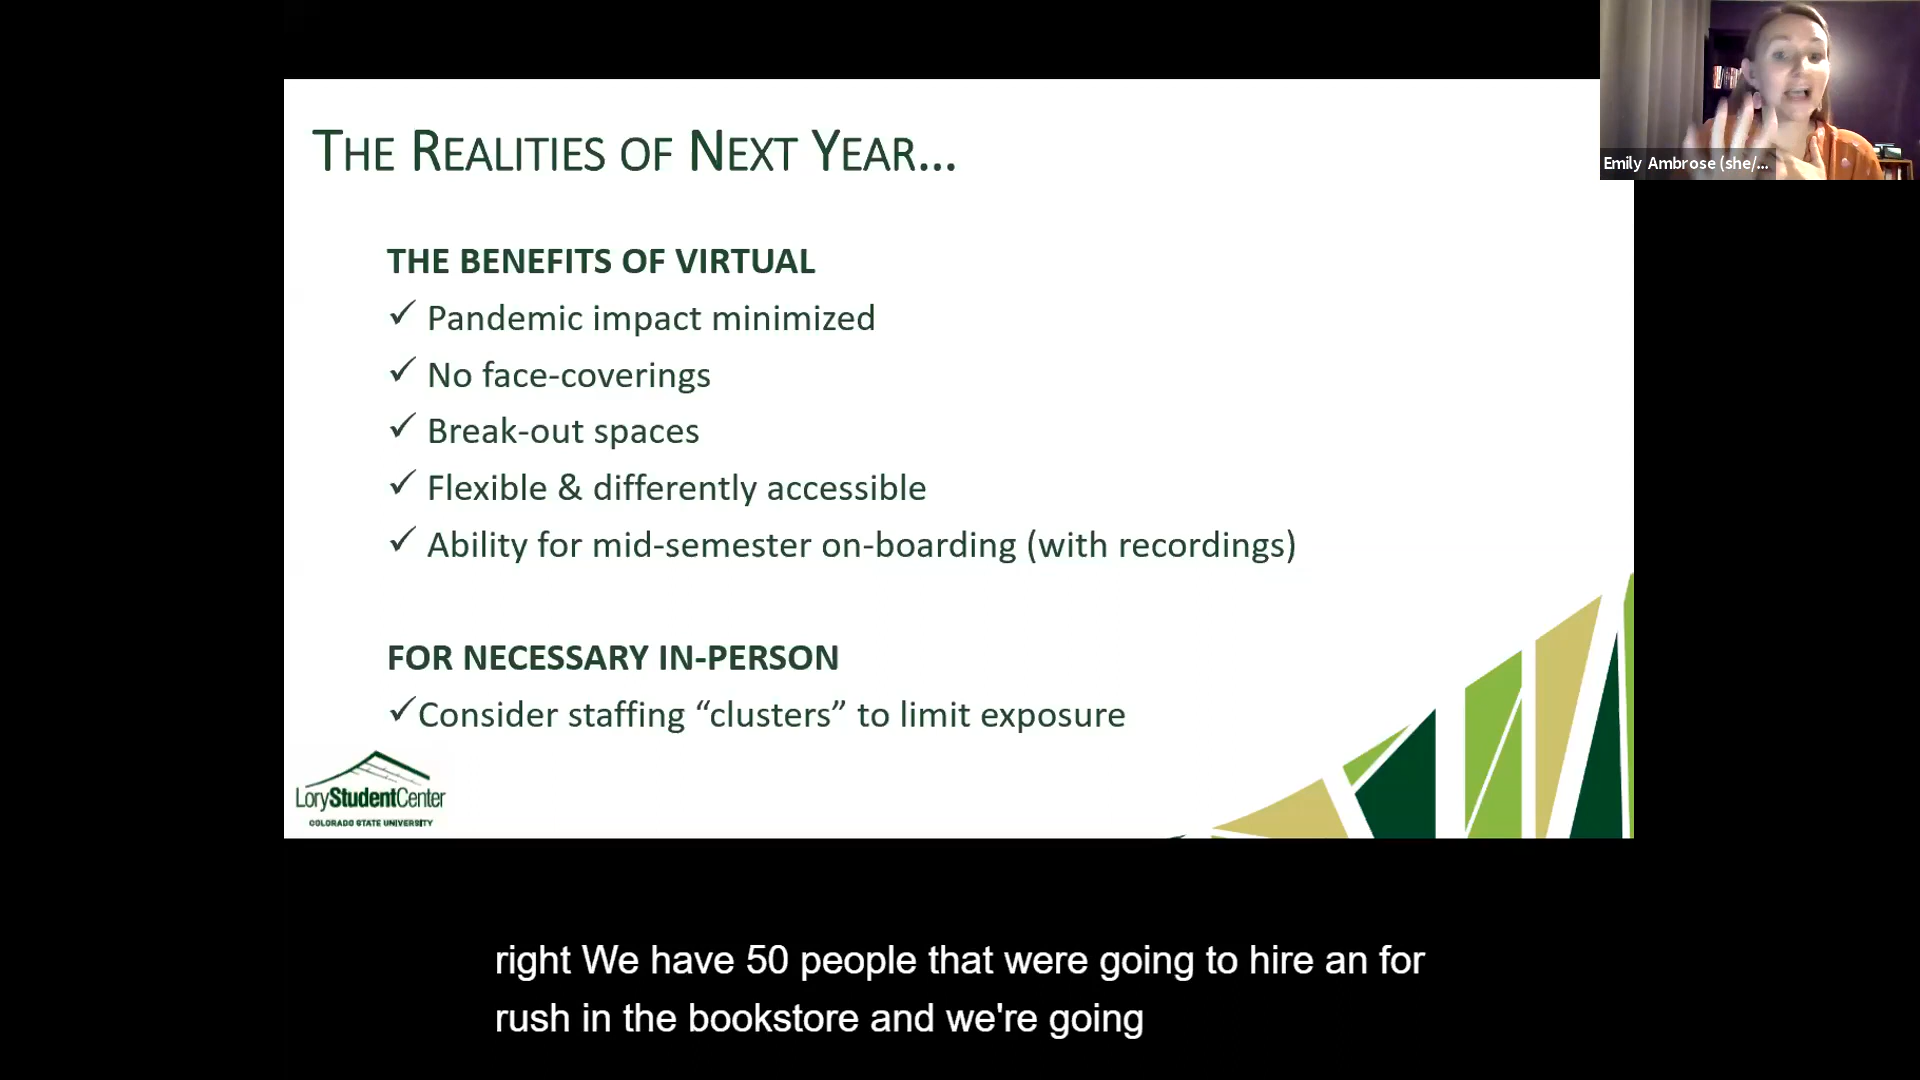 THE REALITIES OF NEXT YEAR...
Emily Ambrose (she/...
THE BENEFITS OF VIRTUAL
✓ Pandemic impact minimized
✓ No face-coverings
✓ Break-out spaces
✓ Flexible & differently accessible
✓ Ability for mid-semester on-boarding (with recordings)
FOR NECESSARY IN-PERSON
✓Consider staffing “clusters” to limit exposure
LoryStudentCenter
COLORADO STATE UNIVERSITY
right We have 50 people that were going to hire an for
rush in the bookstore and we're going